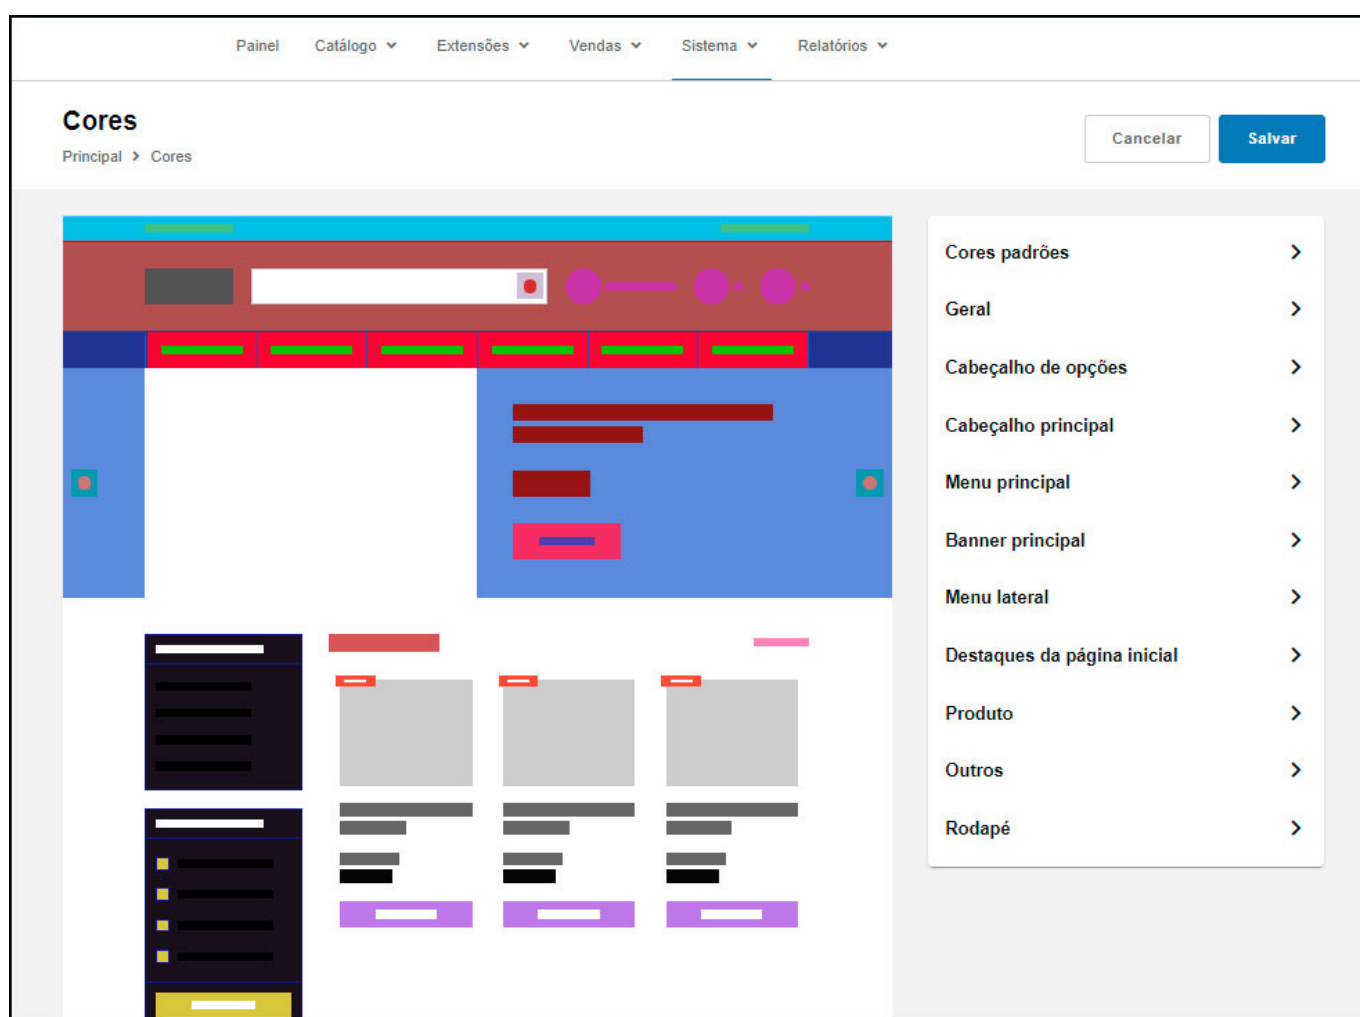 Painel Catálogo Extensões Vendas Sistema Relatórios
Cores
Principal > Cores
Cancelar Salvar
Cores padrões
Geral
Cabeçalho de opções
Cabeçalho principal
Menu principal
Banner principal
Menu lateral
Destaques da página inicial
Produto
Outros
Rodapé